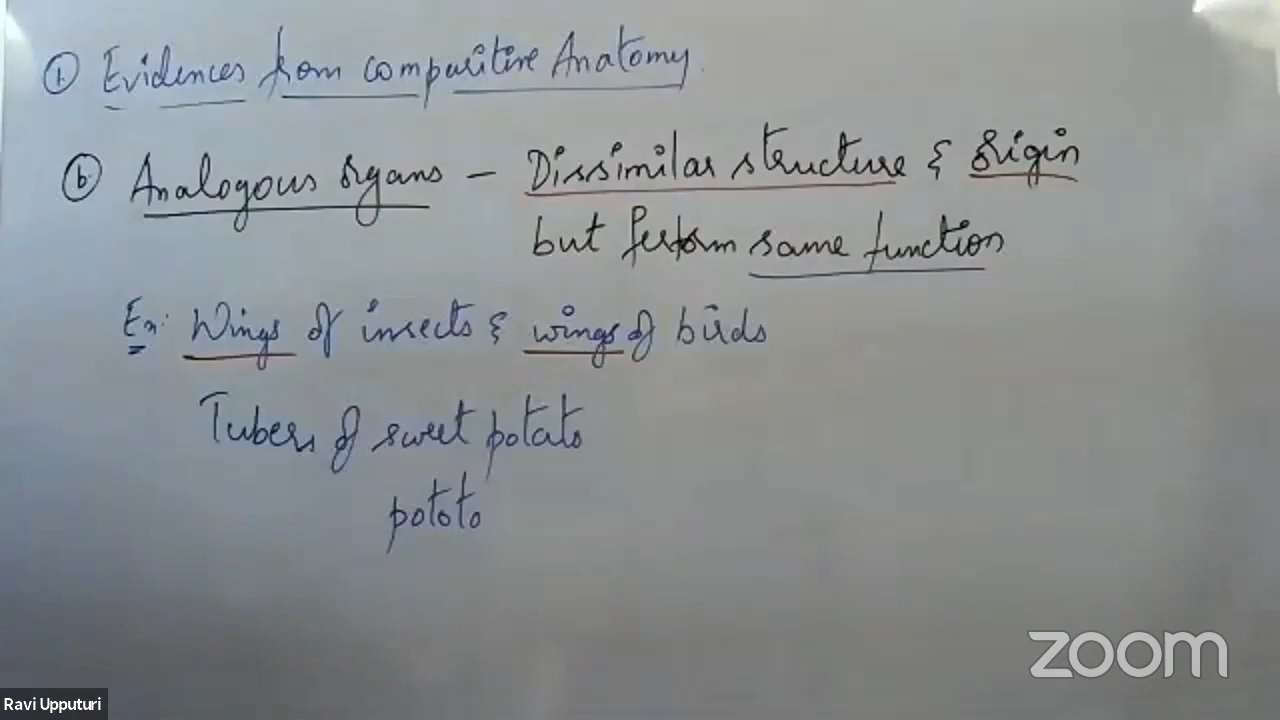 ① Evidences from comparitive Anatomy.
ⓑ Analogous organs - Dissimilar structure & Origin
but perform same function
Ex: Wings of insects & wings of birds
Tubers of sweet potato
pototo
zoom
Ravi Upputuri